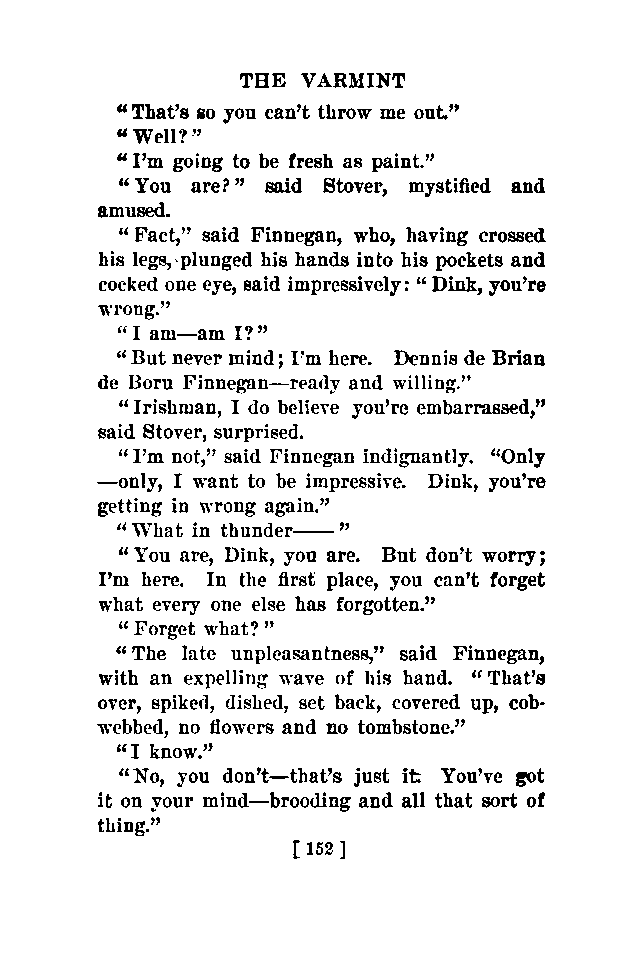 THE VARMINT
“That’s so you can’t throw me out.”
“Well?”
“I’m going to be fresh as paint.”
“You are?” said Stover, mystified and
amused.
“Fact,” said Finnegan, who, having crossed
his legs, plunged his hands into his pockets and
cocked one eye, said impressively: “Dink, you’re
wrong.”
“I am—am I?”
“But never mind; I’m here. Dennis de Brian
de Boru Finnegan—ready and willing.”
“Irishman, I do believe you’re embarrassed,”
said Stover, surprised.
“I’m not,” said Finnegan indignantly. “Only
—only, I want to be impressive. Dink, you’re
getting in wrong again.”
“What in thunder——”
“You are, Dink, you are. But don’t worry;
I’m here. In the first place, you can’t forget
what every one else has forgotten.”
“Forget what?”
“The late unpleasantness,” said Finnegan,
with an expelling wave of his hand. “That’s
over, spiked, dished, set back, covered up, cob-
webbed, no flowers and no tombstone.”
“I know.”
“No, you don’t—that’s just it. You’ve got
it on your mind—brooding and all that sort of
thing.”
[ 152 ]